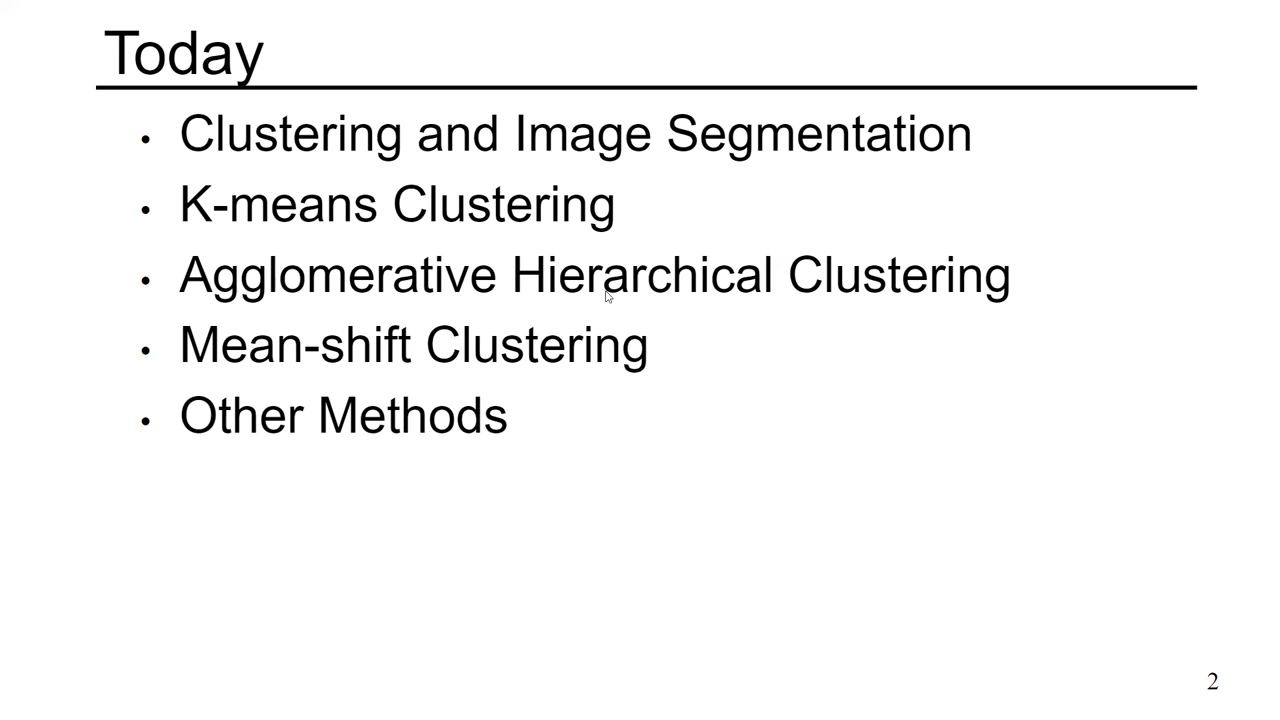 Today
• Clustering and Image Segmentation
• K-means Clustering
• Agglomerative Hierarchical Clustering
• Mean-shift Clustering
• Other Methods
2